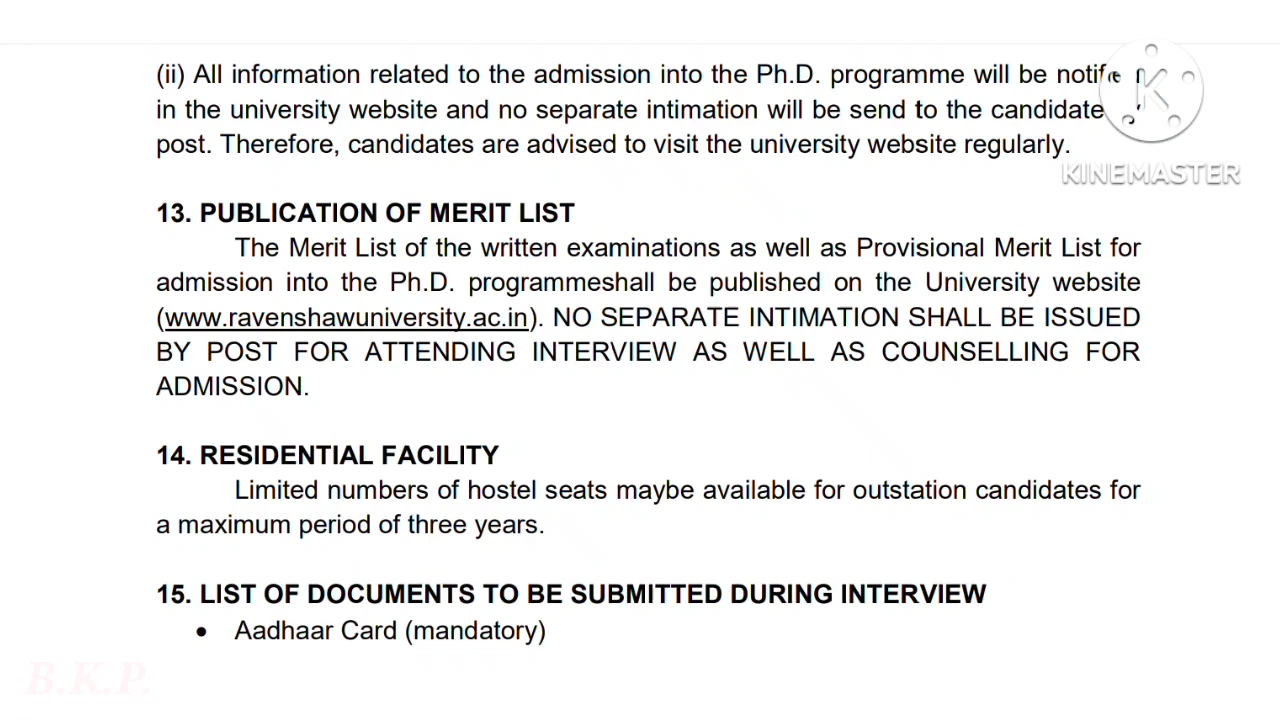 (ii) All information related to the admission into the Ph.D. programme will be
in the university website and no separate intimation will be send to the candidate
post. Therefore, candidates are advised to visit the university website regularly.
KINEMASTER
13. PUBLICATION OF MERIT LIST
The Merit List of the written examinations as well as Provisional Merit List for
admission into the Ph.D. programmeshall be published on the University website
(www.ravenshawuniversity.ac.in). NO SEPARATE INTIMATION SHALL BE ISSUED
BY POST FOR ATTENDING INTERVIEW AS WELL AS COUNSELLING FOR
ADMISSION.
14. RESIDENTIAL FACILITY
Limited numbers of hostel seats maybe available for outstation candidates for
a maximum period of three years.
15. LIST OF DOCUMENTS TO BE SUBMITTED DURING INTERVIEW
• Aadhaar Card (mandatory)
B.K.P.